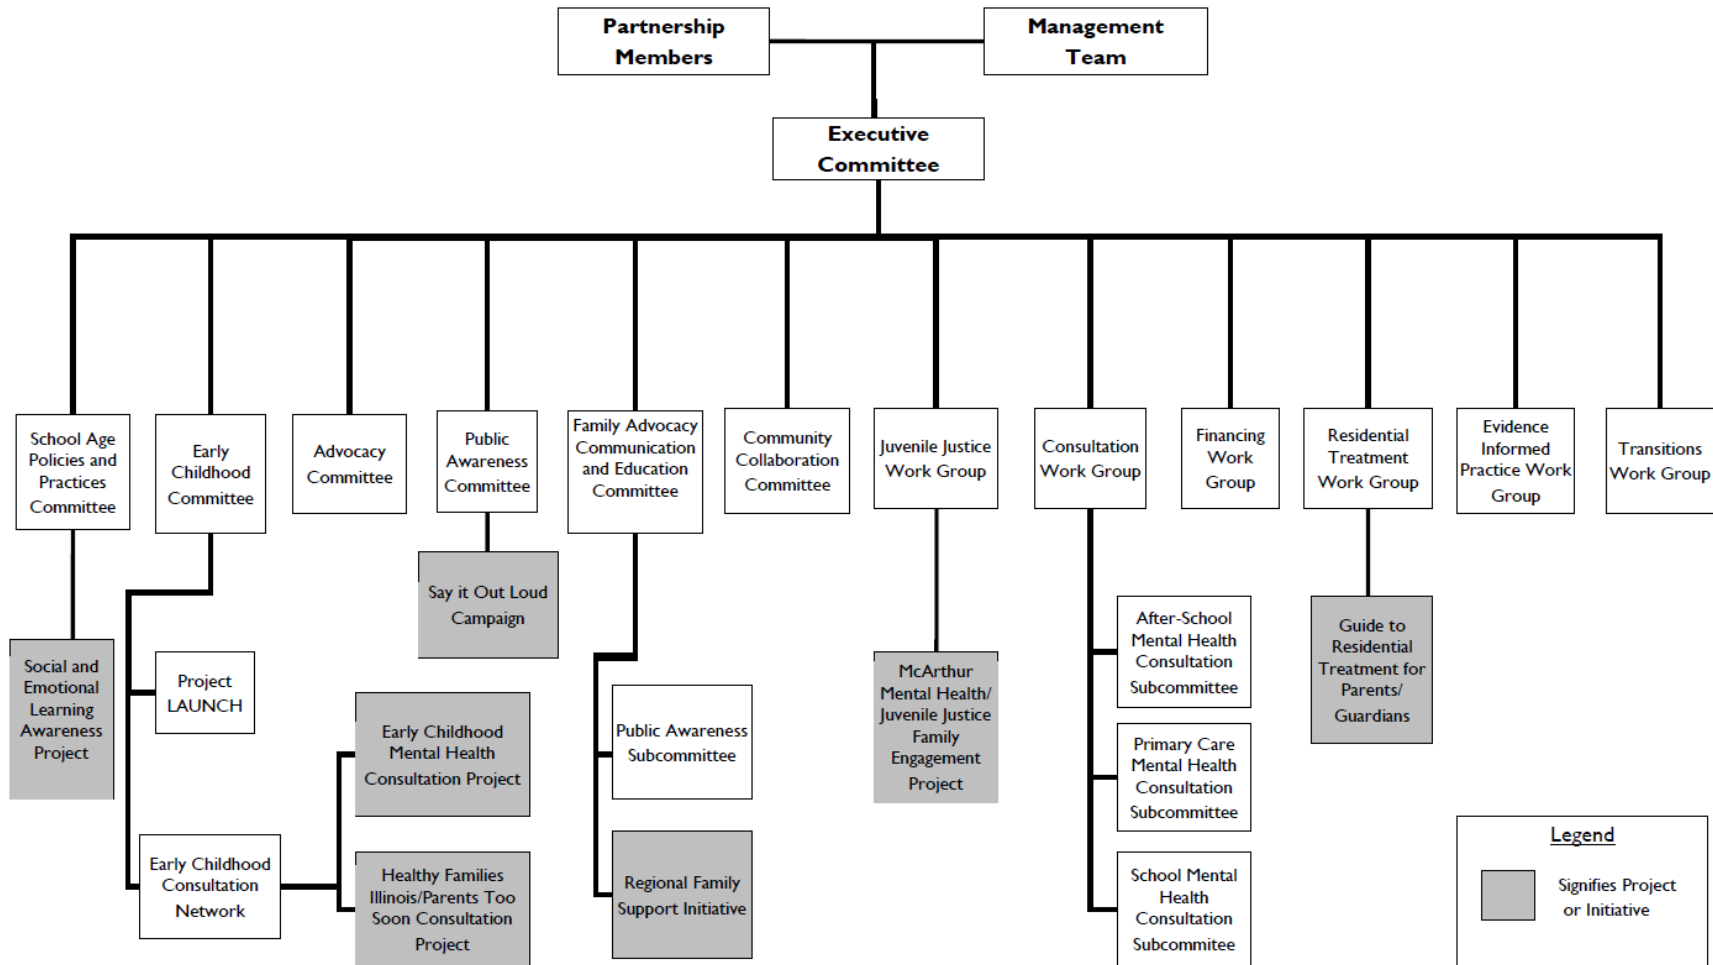 Partnership
Members
Management
Team
Executive
Committee
School Age
Policies and
Practices
Committee
Early
Childhood
Committee
Advocacy
Committee
Public
Awareness
Committee
Family Advocacy
Communication
and Education
Committee
Community
Collaboration
Committee
Juvenile Justice
Work Group
Consultation
Work Group
Financing
Work
Group
Residential
Treatment
Work Group
Evidence
Informed
Practice Work
Group
Transitions
Work Group
Social and
Emotional
Learning
Awareness
Project
Project
LAUNCH
Early Childhood
Consultation
Network
Early Childhood
Mental Health
Consultation Project
Healthy Families
Illinois/Parents Too
Soon Consultation
Project
Say it Out Loud
Campaign
Public Awareness
Subcommittee
Regional Family
Support Initiative
McArthur
Mental Health/
Juvenile Justice
Family
Engagement
Project
After-School
Mental Health
Consultation
Subcommittee
Primary Care
Mental Health
Consultation
Subcommittee
School Mental
Health
Consultation
Subcommitee
Guide to
Residential
Treatment for
Parents/
Guardians
Legend
Signifies Project
or Initiative